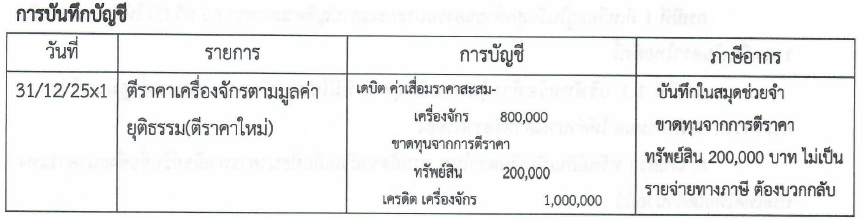 การบันทึกบัญชี
วันที่ รายการ การบัญชี ภาษีอากร
31/12/25x1 ตีราคาเครื่องจักรตามมูลค่า เดบิต ค่าเสื่อมราคาสะสม- บันทึกในสมุดช่วยจำ
ยุติธรรม(ตีราคาใหม่) เครื่องจักร 800,000 ขาดทุนจากการตีราคา
ขาดทุนจากการตีราคา ทรัพย์สิน 200,000 บาท ไม่เป็น
ทรัพย์สิน 200,000 รายจ่ายทางภาษี ต้องบวกกลับ
เครดิต เครื่องจักร 1,000,000